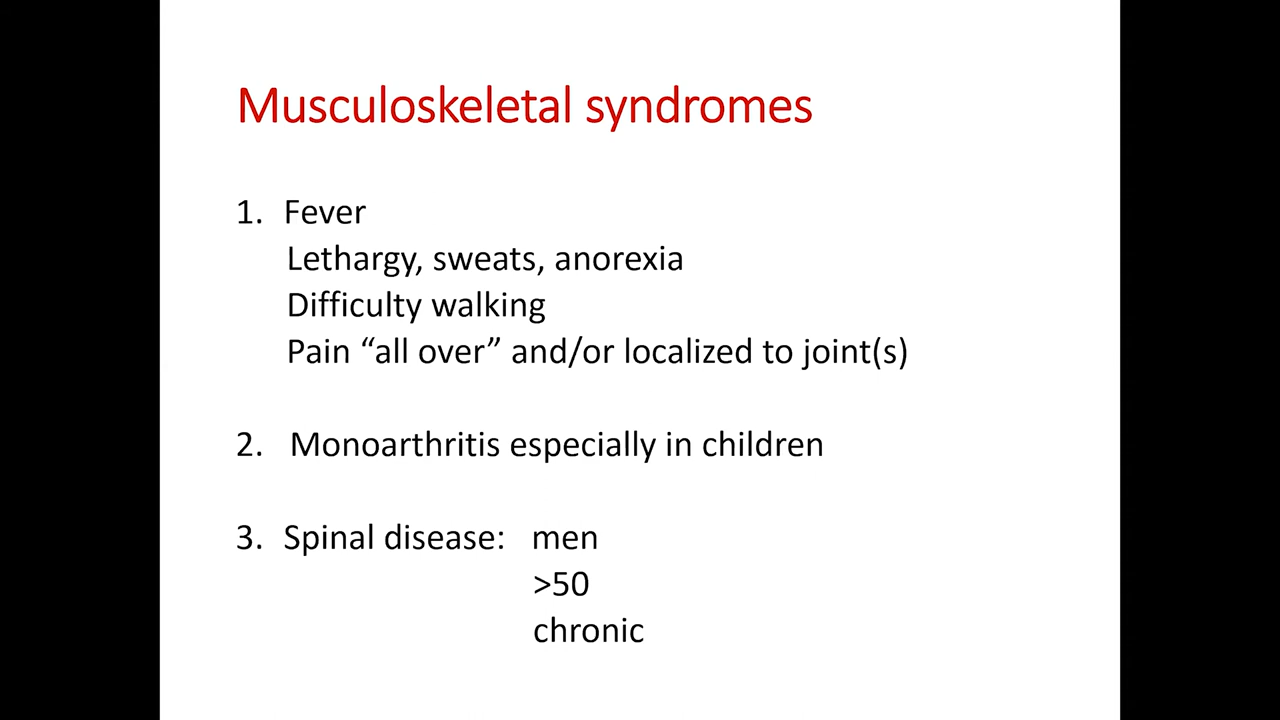 Musculoskeletal syndromes
1. Fever
Lethargy, sweats, anorexia
Difficulty walking
Pain “all over” and/or localized to joint(s)
2. Monoarthritis especially in children
3. Spinal disease: men
>50
chronic